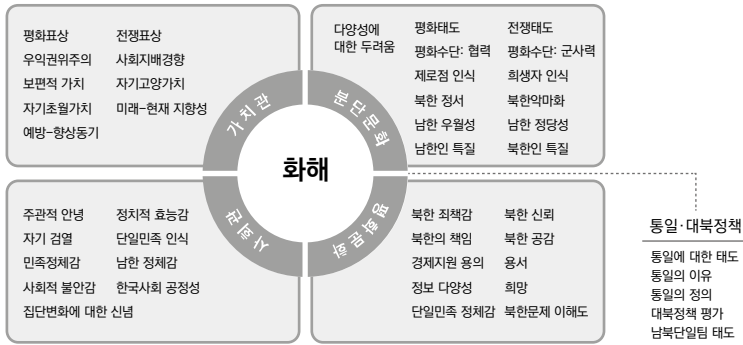 평화표상 전쟁표상
우익권위주의 사회지배경향
보편적 가치 자기고양가치
자기초월가치 미래-현재 지향성
예방-향상동기
다양성에
대한 두려움
평화태도 전쟁태도
평화수단: 협력 평화수단: 군사력
제로점 인식 희생자 인식
북한 정서 북한악마화
남한 우월성 남한 정당성
남한인 특질 북한인 특질
가치관
분단문화
화해
사회관
평화문화
주관적 안녕 정치적 효능감
자기 검열 단일민족 인식
민족정체감 남한 정체감
사회적 불안감 한국사회 공정성
집단변화에 대한 신념
북한 죄책감 북한 신뢰
북한의 책임 북한 공감
경제지원 용의 용서
정보 다양성 희망
단일민족 정체감 북한문제 이해도
통일·대북정책
통일에 대한 태도
통일의 이유
통일의 정의
대북정책 평가
남북단일팀 태도